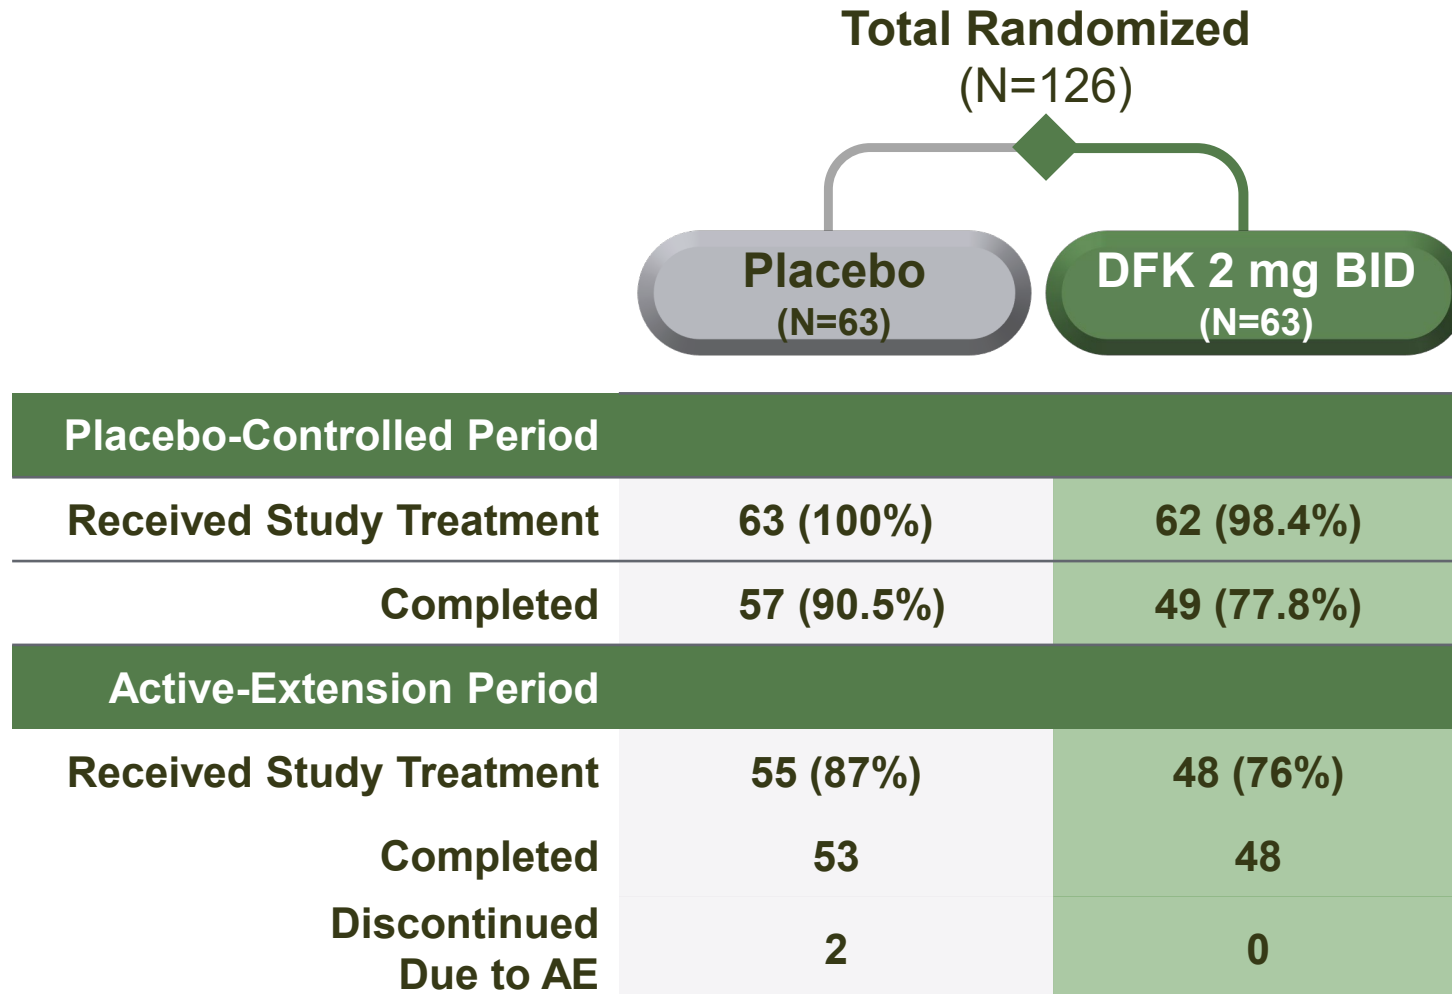 Total Randomized
(N=126)
Placebo
(N=63)
DFK 2 mg BID
(N=63)
Placebo-Controlled Period
Received Study Treatment 63 (100%) 62 (98.4%)
Completed 57 (90.5%) 49 (77.8%)
Active-Extension Period
Received Study Treatment 55 (87%) 48 (76%)
Completed 53 48
Discontinued
Due to AE 2 0